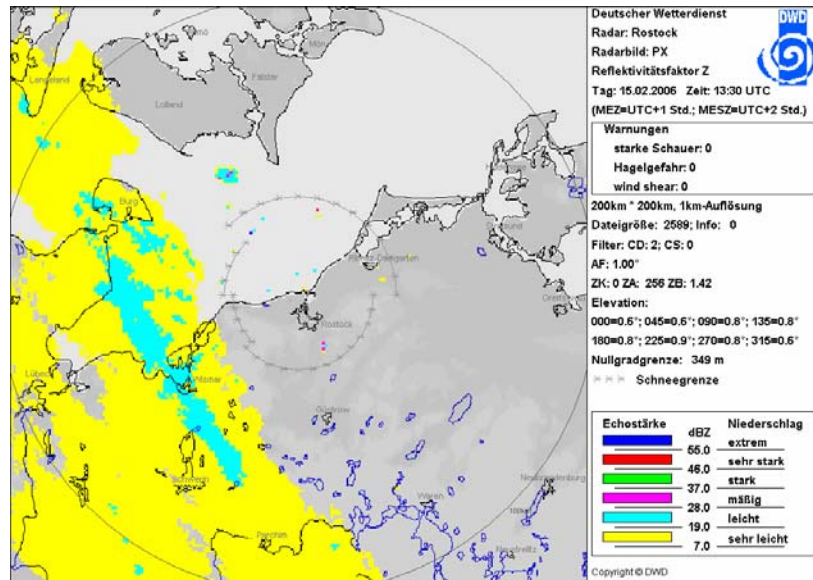 Deutscher Wetterdienst
DWD
Radar: Rostock
Radarbild: PX
Reflektivitätsfaktor Z
Tag: 15.02.2006 Zeit: 13:30 UTC
(MEZ=UTC+1 Std.; MESZ=UTC+2 Std.)
Warnungen
starke Schauer: 0
Hagelgefahr: 0
wind shear: 0
200km * 200km, 1km-Auflösung
Dateigröße: 2589; Info: 0
Filter: CD: 2; CS: 0
AF: 1.00°
ZK: 0 ZA: 256 ZB: 1.42
Elevation:
000=0.6°; 045=0.6°; 090=0.8°; 135=0.8°
180=0.8°; 225=0.9°; 270=0.8°; 315=0.6°
Nullgradgrenze: 349 m
Schneegrenze
Echostärke dBZ Niederschlag
extrem
55.0
sehr stark
46.0
stark
37.0
mäßig
28.0
leicht
19.0
sehr leicht
7.0
Copyright © DWD
Langeland
Lolland
Falster
Burg
Stralsund
Ribnitz-Damgarten
Rostock
Lübeck
Wismar
Güstrow
Schwerin
Waren
Neubrandenburg
Parchim
Neustrelitz